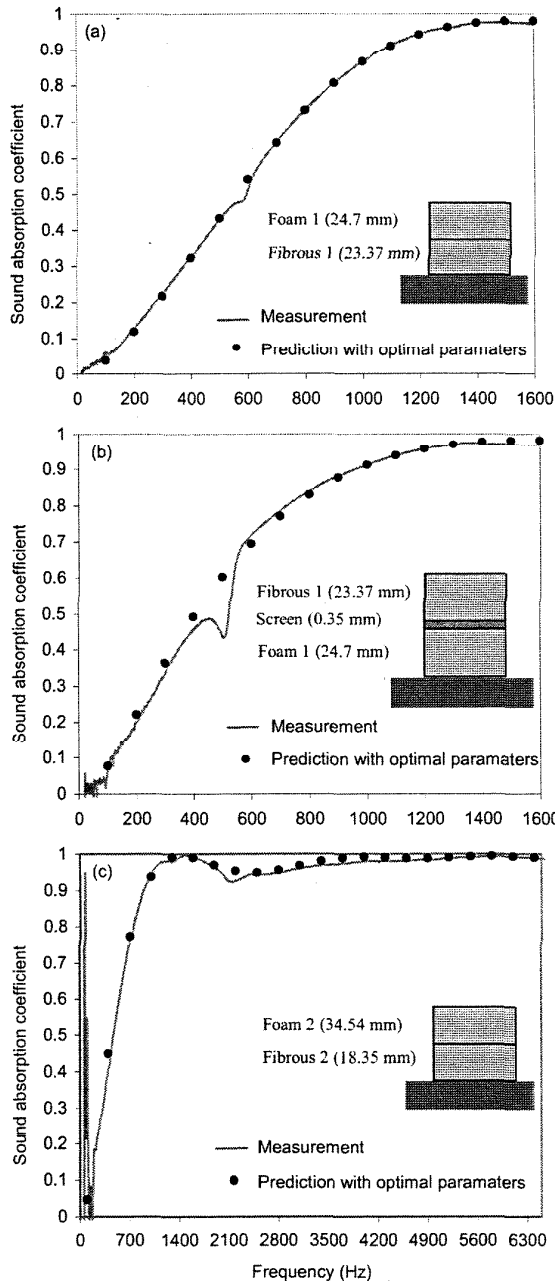 (a)
Sound absorption coefficient
1
0.9
0.8
0.7
0.6
0.5
0.4
0.3
0.2
0.1
0
Foam 1 (24.7 mm)
Fibrous 1 (23.37 mm)
Measurement
Prediction with optimal paramaters
0 200 400 600 800 1000 1200 1400 1600
(b)
Sound absorption coefficient
1
0.9
0.8
0.7
0.6
0.5
0.4
0.3
0.2
0.1
0
Fibrous 1 (23.37 mm)
Screen (0.35 mm)
Foam 1 (24.7 mm)
Measurement
Prediction with optimal paramaters
0 200 400 600 800 1000 1200 1400 1600
(c)
Sound absorption coefficient
1
0.9
0.8
0.7
0.6
0.5
0.4
0.3
0.2
0.1
0
Foam 2 (34.54 mm)
Fibrous 2 (18.35 mm)
Measurement
Prediction with optimal paramaters
0 700 1400 2100 2800 3500 4200 4900 5600 6300
Frequency (Hz)